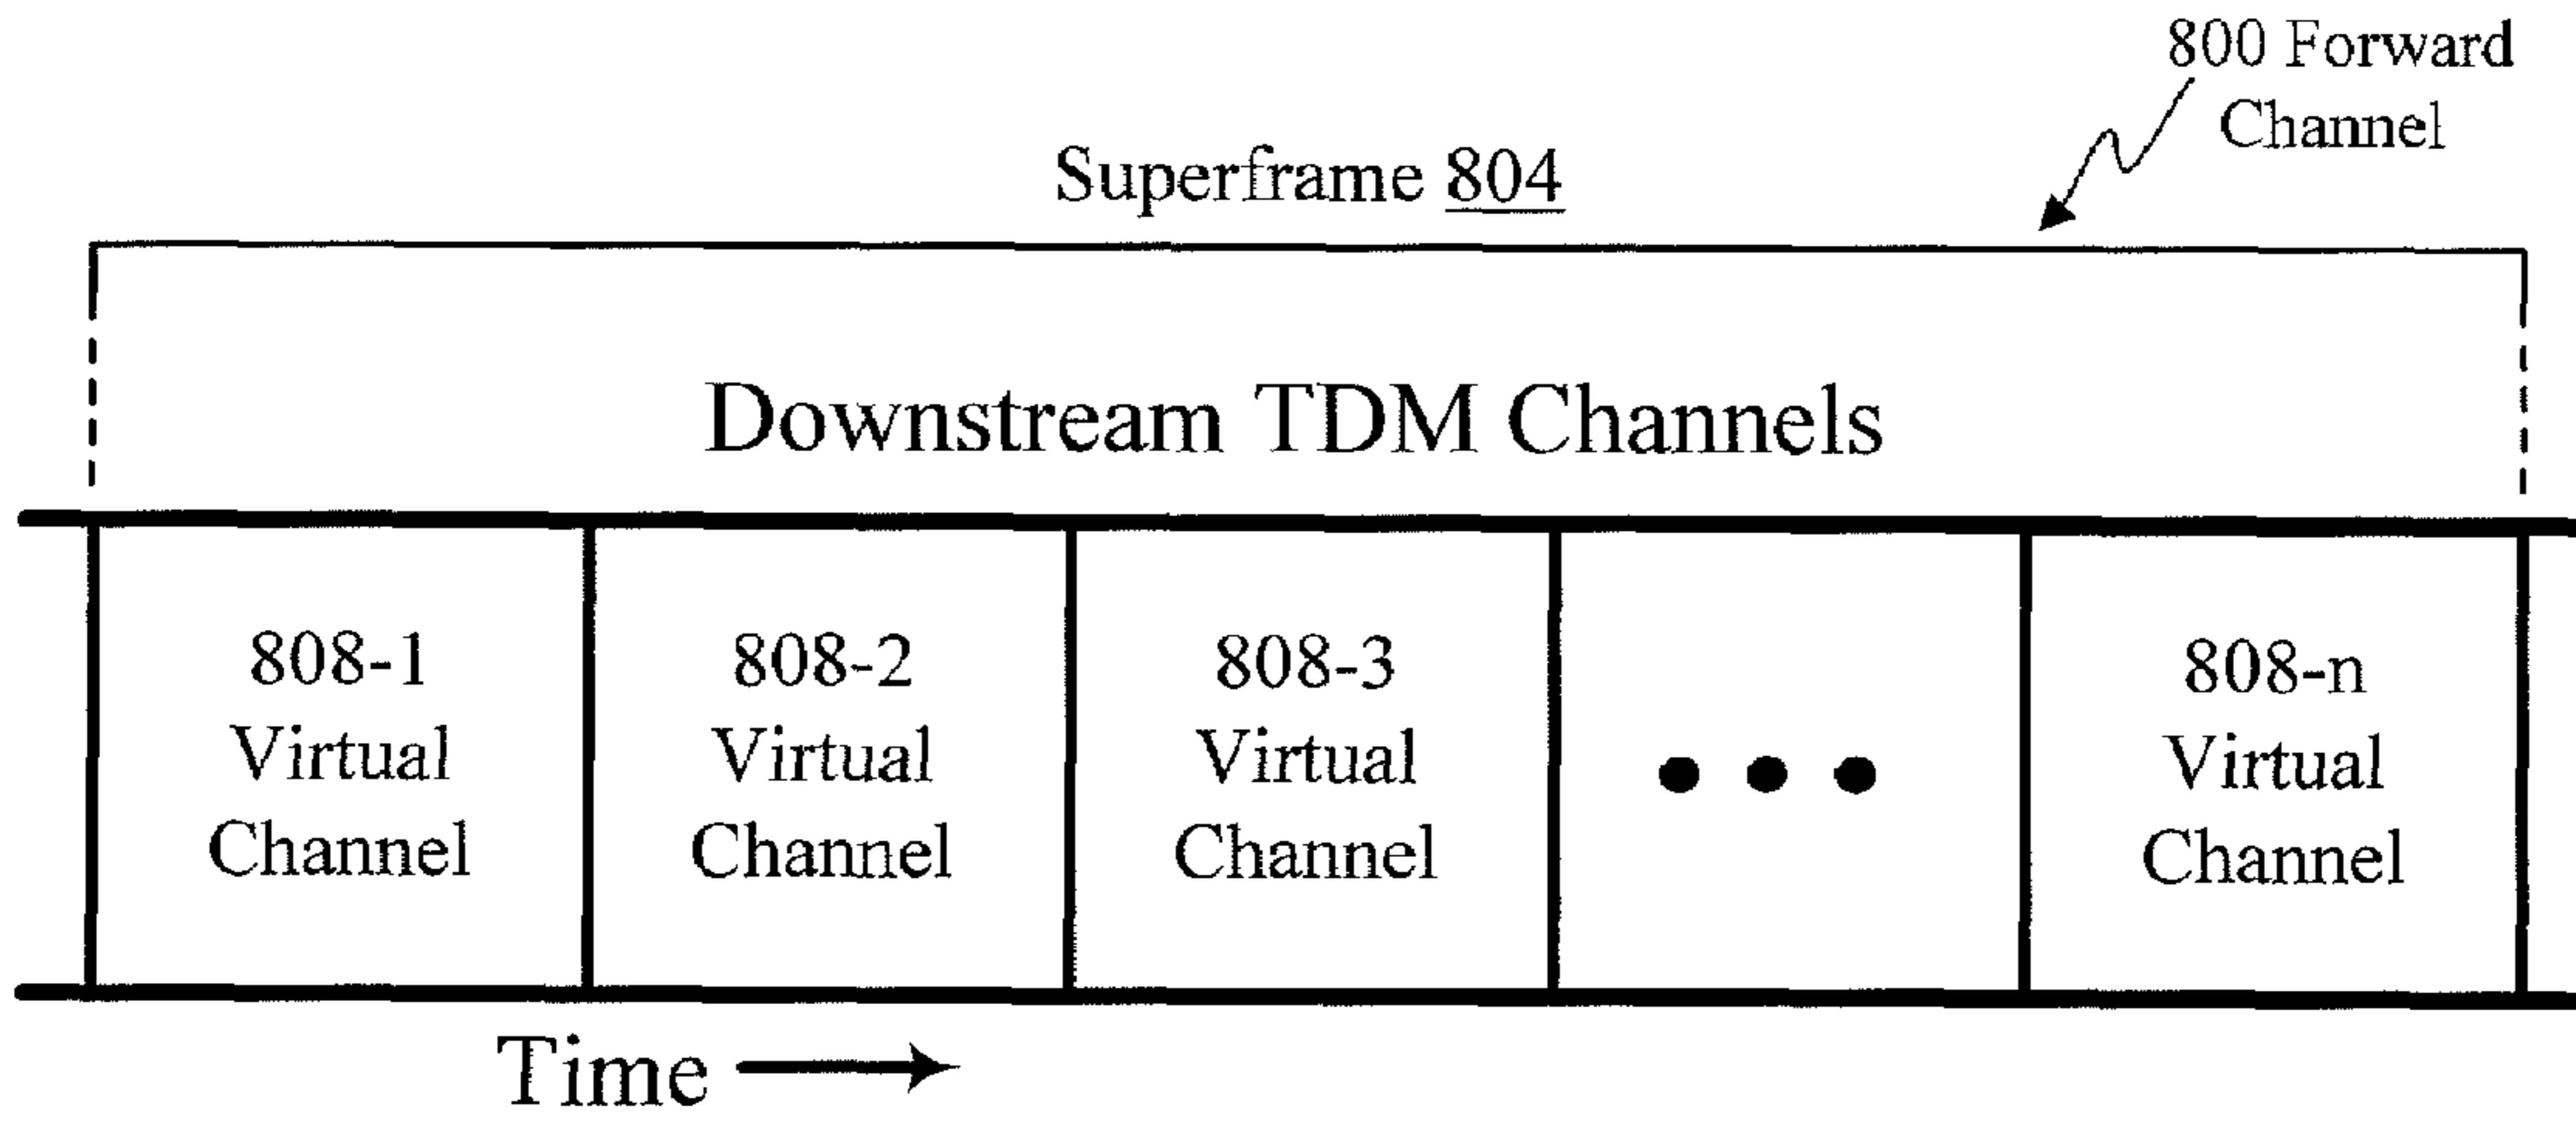 800 Forward
Channel
Superframe 804
Downstream TDM Channels
808-1
Virtual
Channel
808-2
Virtual
Channel
808-3
Virtual
Channel
808-n
Virtual
Channel
Time